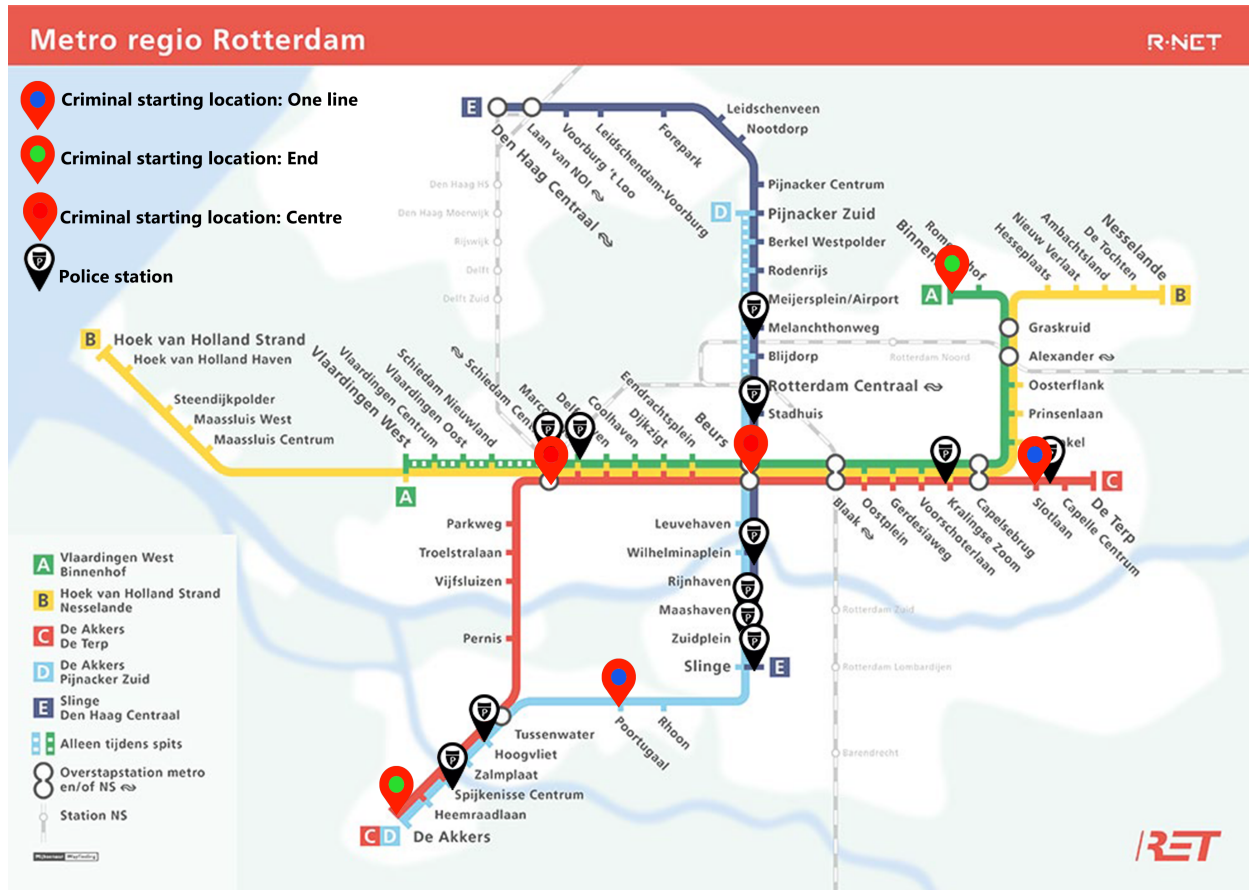 Metro regio Rotterdam
R·NET
Criminal starting location: One line
Criminal starting location: End
Criminal starting location: Centre
Police station
E
Den Haag Centraal
Laan van NOI
Voorburg 't Loo
Leidschendam-Voorburg
Forepark
Leidschenveen
Nootdorp
Pijnacker Centrum
D
Pijnacker Zuid
Berkel Westpolder
Rodenrijs
Meijersplein/Airport
Melanchthonweg
Blijdorp
Rotterdam Centraal
Stadhuis
Den Haag HS
Den Haag Moerwijk
Rijswijk
Delft
Delft Zuid
Rotterdam Noord
A
B
Hesseplaats
Nieuw Verlaat
Ambachtsland
De Tochten
Nesselande
Graskruid
Alexander
Oosterflank
Prinsenlaan
B
Hoek van Holland Strand
Hoek van Holland Haven
Steendijkpolder
Maassluis West
Maassluis Centrum
A
Vlaardingen West
Vlaardingen Centrum
Vlaardingen Oost
Schiedam Nieuwland
Schiedam Cen
Marco
Delf
Coolhaven
Dijkzigt
Eendrachtsplein
Beurs
Blaak
Oostplein
Gerdesiaweg
Voorschoterlaan
Kralingse Zoom
Capelsebrug
Slotlaan
Capelle Centrum
De Terp
C
Parkweg
Troelstralaan
Vijfsluizen
Pernis
Leuvehaven
Wilhelminaplein
Rijnhaven
Maashaven
Zuidplein
Slinge
E
Rotterdam Zuid
Rotterdam Lombardijen
Barendrecht
Rhoon
Poortugaal
Tussenwater
Hoogvliet
Zalmplaat
Spijkenisse Centrum
Heemraadlaan
C D De Akkers
A Vlaardingen West
Binnenhof
B Hoek van Holland Strand
Nesselande
C De Akkers
De Terp
D De Akkers
Pijnacker Zuid
E Slinge
Den Haag Centraal
Alleen tijdens spits
Overstapstation metro
en/of NS
Station NS
RET